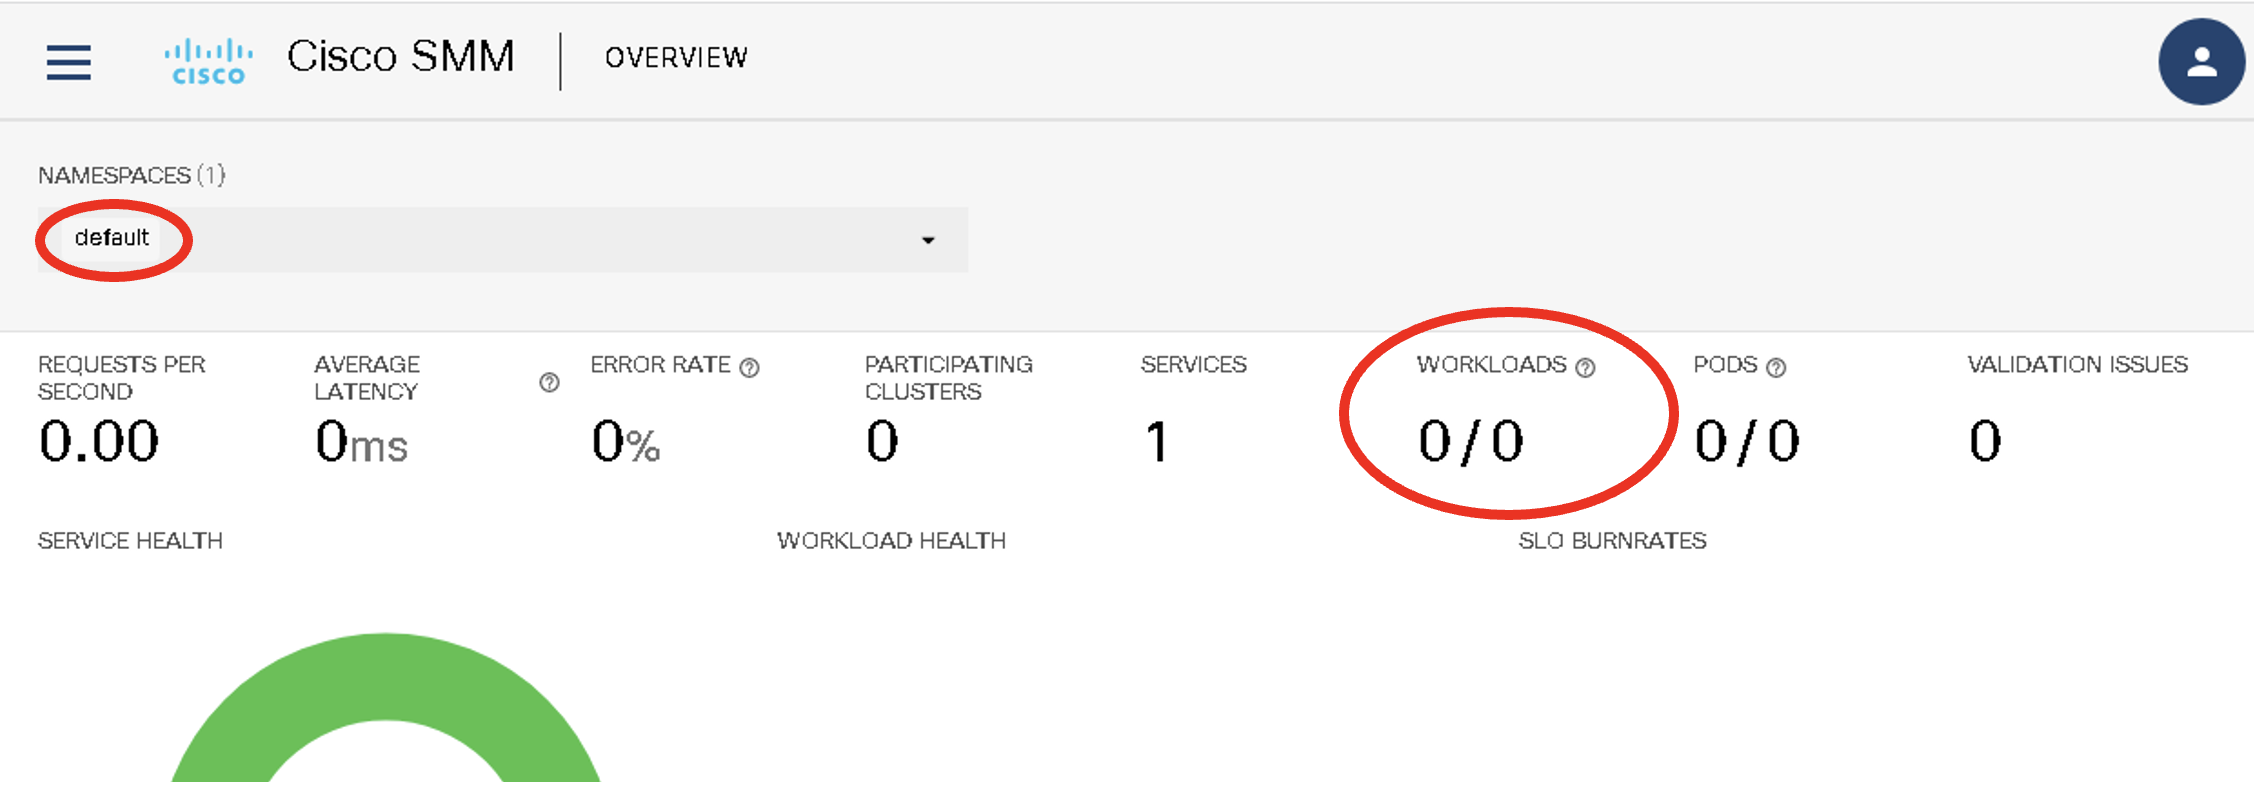 cisco Cisco SMM OVERVIEW
NAMESPACES (1)
default
REQUESTS PER SECOND
0.00
AVERAGE LATENCY
0ms
ERROR RATE
0%
PARTICIPATING CLUSTERS
0
SERVICES
1
WORKLOADS
0/0
PODS
0/0
VALIDATION ISSUES
0
SERVICE HEALTH
WORKLOAD HEALTH
SLO BURNRATES